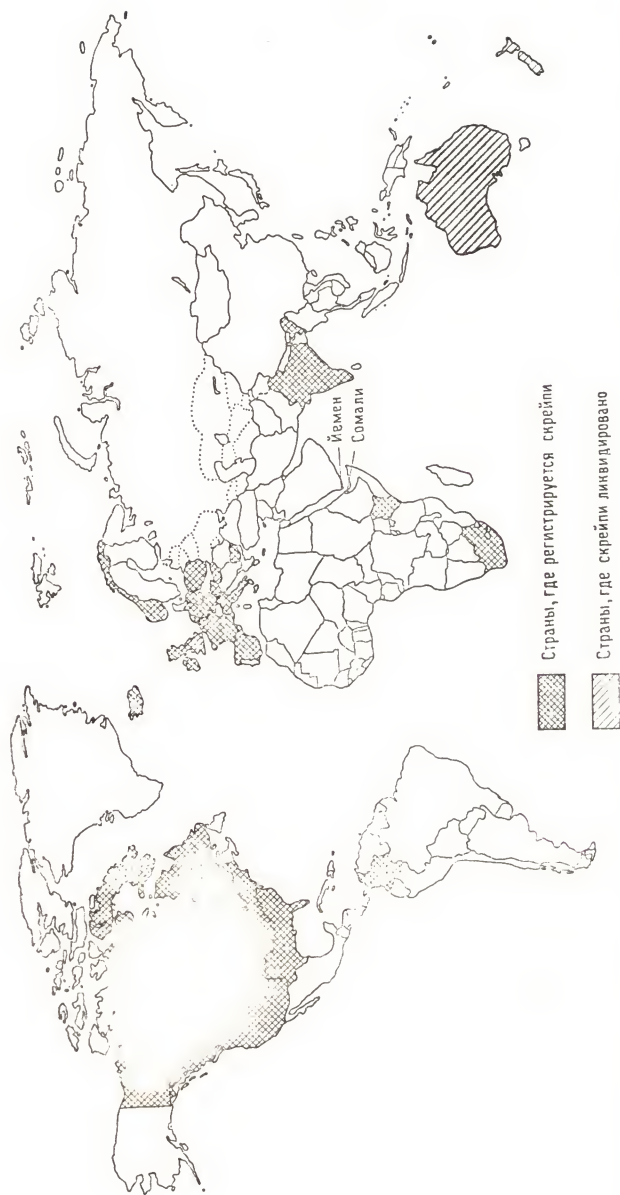 Йемен
Сомали
Страны, где регистрируется скрейпи
Страны, где скрейпи ликвидировано